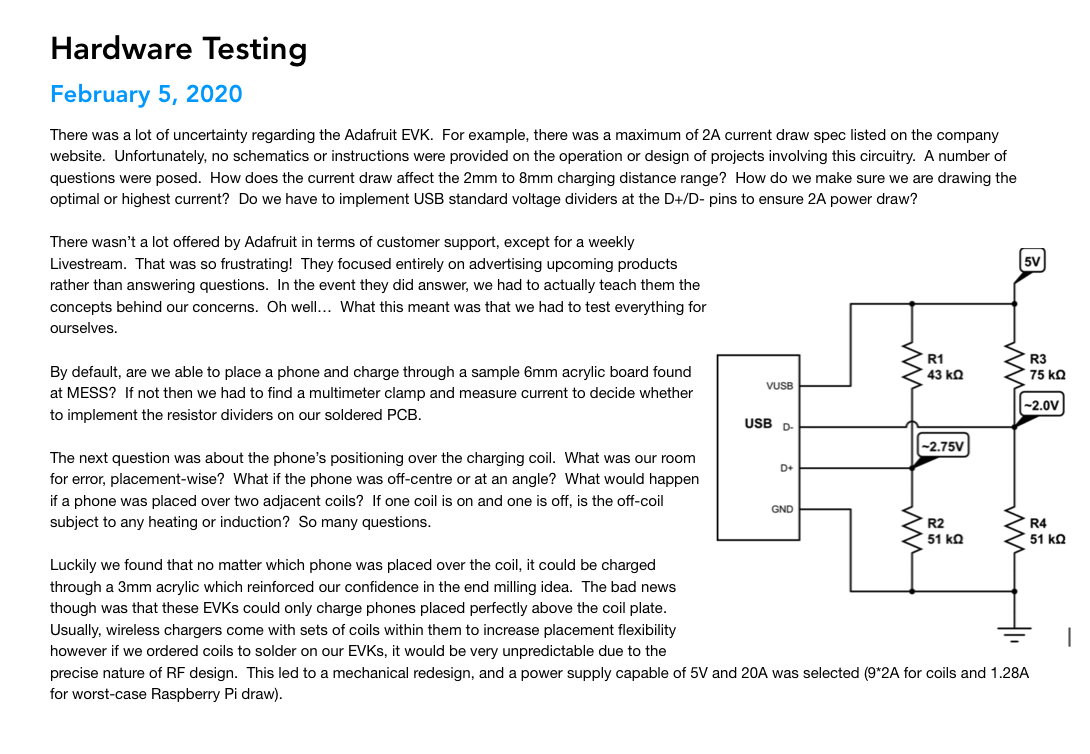 Hardware Testing
February 5, 2020
There was a lot of uncertainty regarding the Adafruit EVK.  For example, there was a maximum of 2A current draw spec listed on the company
website.  Unfortunately, no schematics or instructions were provided on the operation or design of projects involving this circuitry.  A number of
questions were posed.  How does the current draw affect the 2mm to 8mm charging distance range?  How do we make sure we are drawing the
optimal or highest current?  Do we have to implement USB standard voltage dividers at the D+/D- pins to ensure 2A power draw?
There wasn't a lot offered by Adafruit in terms of customer support, except for a weekly
Livestream.  That was so frustrating!  They focused entirely on advertising upcoming products
rather than answering questions.  In the event they did answer, we had to actually teach them the
concepts behind our concerns.  Oh well…  What this meant was that we had to test everything for
ourselves.
By default, are we able to place a phone and charge through a sample 6mm acrylic board found
at MESS?  If not then we had to find a multimeter clamp and measure current to decide whether
to implement the resistor dividers on our soldered PCB.
The next question was about the phone's positioning over the charging coil.  What was our room
for error, placement-wise?  What if the phone was off-centre or at an angle?  What would happen
if a phone was placed over two adjacent coils?  If one coil is on and one is off, is the off-coil
subject to any heating or induction?  So many questions.
Luckily we found that no matter which phone was placed over the coil, it could be charged
through a 3mm acrylic which reinforced our confidence in the end milling idea.  The bad news
though was that these EVKs could only charge phones placed perfectly above the coil plate.
Usually, wireless chargers come with sets of coils within them to increase placement flexibility
however if we ordered coils to solder on our EVKs, it would be very unpredictable due to the
precise nature of RF design.  This led to a mechanical redesign, and a power supply capable of 5V and 20A was selected (9*2A for coils and 1.28A
for worst-case Raspberry Pi draw).
5V
R1
43 kΩ
R3
75 kΩ
VUSB
~2.0V
USB
D-
~2.75V
D+
GND
R2
51 kΩ
R4
51 kΩ